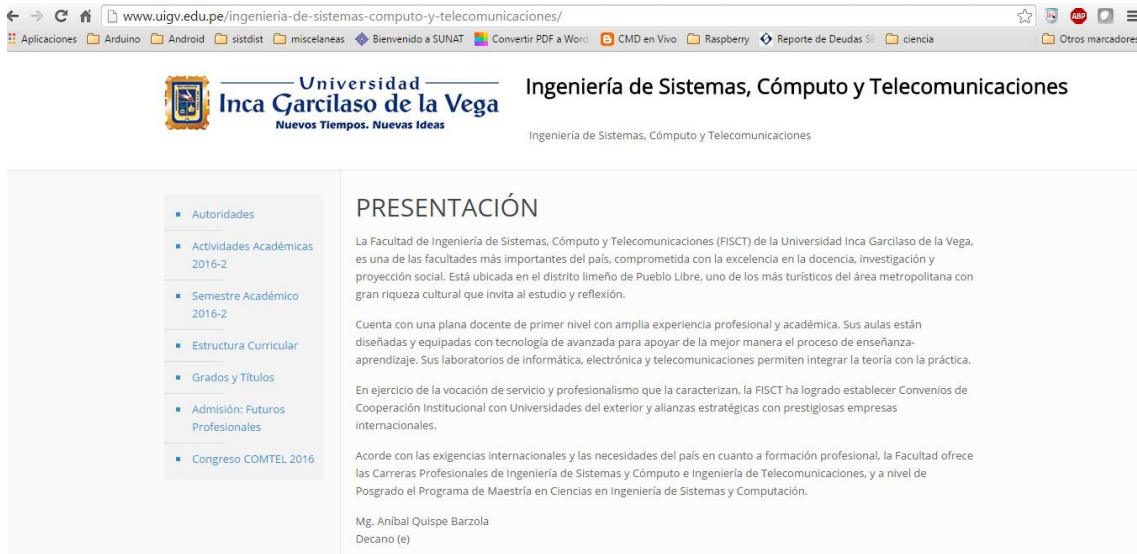 www.uigv.edu.pe/ingenieria-de-sistemas-computo-y-telecomunicaciones/
Aplicaciones Arduino Android sistdist miscelaneas Bienvenido a SUNAT Convertir PDF a Word CMD en Vivo Raspberry Reporte de Deudas ciencia Otros marcadores
Universidad
Inca Garcilaso de la Vega
Nuevos Tiempos. Nuevas Ideas
Ingeniería de Sistemas, Cómputo y Telecomunicaciones
Ingeniería de Sistemas, Cómputo y Telecomunicaciones
Autoridades
Actividades Académicas
2016-2
Semestre Académico
2016-2
Estructura Curricular
Grados y Títulos
Admisión: Futuros
Profesionales
Congreso COMTEL 2016
PRESENTACIÓN
La Facultad de Ingeniería de Sistemas, Cómputo y Telecomunicaciones (FISCT) de la Universidad Inca Garcilaso de la Vega,
es una de las facultades más importantes del país, comprometida con la excelencia en la docencia, investigación y
proyección social. Está ubicada en el distrito limeño de Pueblo Libre, uno de los más turísticos del área metropolitana con
gran riqueza cultural que invita al estudio y reflexión.
Cuenta con una plana docente de primer nivel con amplia experiencia profesional y académica. Sus aulas están
diseñadas y equipadas con tecnología de avanzada para apoyar de la mejor manera el proceso de enseñanza-
aprendizaje. Sus laboratorios de informática, electrónica y telecomunicaciones permiten integrar la teoría con la práctica.
En ejercicio de la vocación de servicio y profesionalismo que la caracterizan, la FISCT ha logrado establecer Convenios de
Cooperación Institucional con Universidades del exterior y alianzas estratégicas con prestigiosas empresas
internacionales.
Acorde con las exigencias internacionales y las necesidades del país en cuanto a formación profesional, la Facultad ofrece
las Carreras Profesionales de Ingeniería de Sistemas y Cómputo e Ingeniería de Telecomunicaciones, y a nivel de
Posgrado el Programa de Maestría en Ciencias en Ingeniería de Sistemas y Computación.
Mg. Aníbal Quispe Barzola
Decano (e)